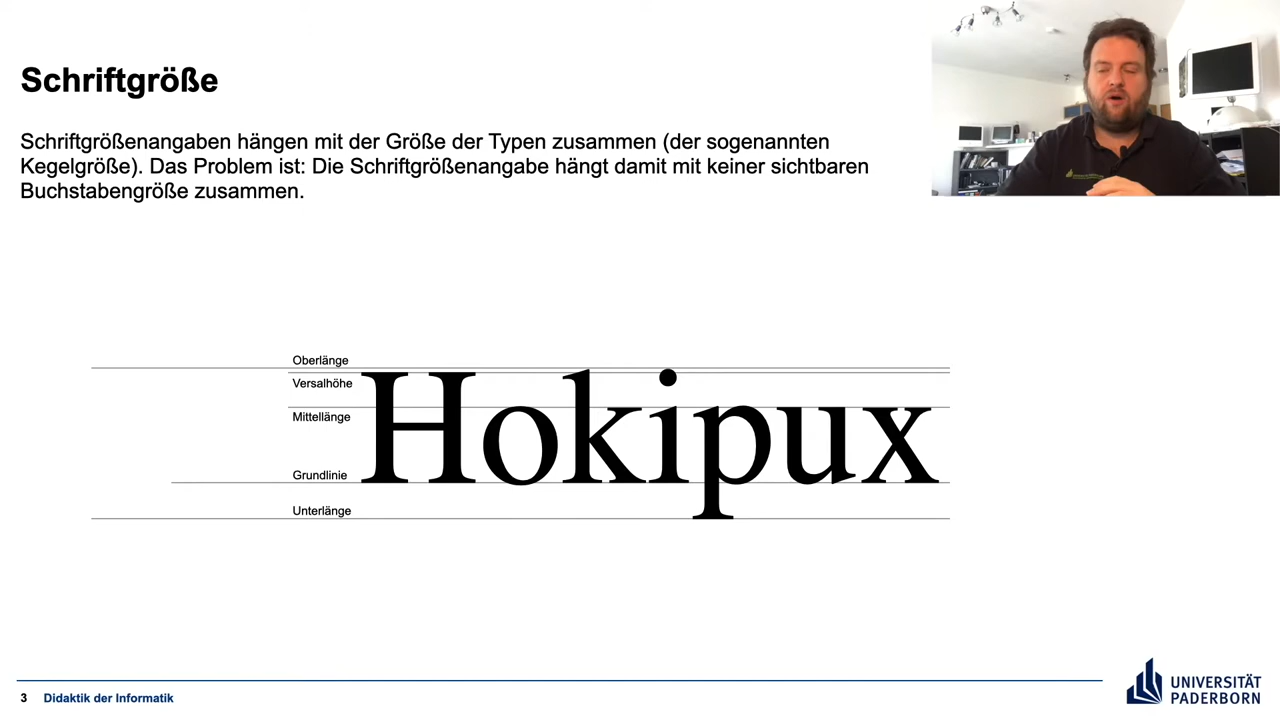 Schriftgröße
Schriftgrößenangaben hängen mit der Größe der Typen zusammen (der sogenannten
Kegelgröße). Das Problem ist: Die Schriftgrößenangabe hängt damit mit keiner sichtbaren
Buchstabengröße zusammen.
Oberlänge
Versalhöhe
Mittellänge
Grundlinie
Unterlänge
Hokipux
3 Didaktik der Informatik
UNIVERSITÄT
PADERBORN